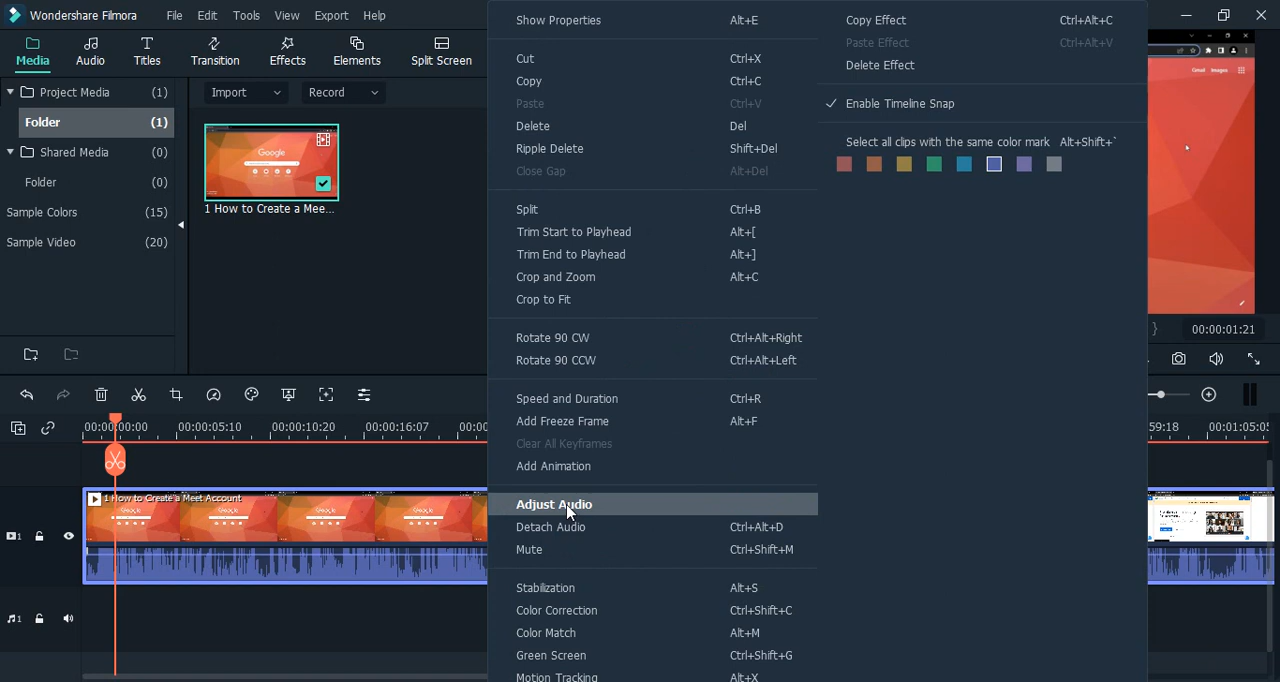 Wondershare Filmora File Edit Tools View Export Help
Media Audio Titles Transition Effects Elements Split Screen
Project Media (1)
Folder (1)
Shared Media (0)
Folder (0)
Sample Colors (15)
Sample Video (20)
Import Record
Google
1 How to Create a Mee...
Show Properties Alt+E
Cut Ctrl+X
Copy Ctrl+C
Paste Ctrl+V
Delete Del
Ripple Delete Shift+Del
Close Gap Alt+Del
Split Ctrl+B
Trim Start to Playhead Alt+[
Trim End to Playhead Alt+]
Crop and Zoom Alt+C
Crop to Fit
Rotate 90 CW Ctrl+Alt+Right
Rotate 90 CCW Ctrl+Alt+Left
Speed and Duration Ctrl+R
Add Freeze Frame Alt+F
Clear All Keyframes
Add Animation
Adjust Audio
Detach Audio Ctrl+Alt+D
Mute Ctrl+Shift+M
Stabilization Alt+S
Color Correction Ctrl+Shift+C
Color Match Alt+M
Green Screen Ctrl+Shift+G
Motion Tracking Alt+X
Copy Effect Ctrl+Alt+C
Paste Effect Ctrl+Alt+V
Delete Effect
Enable Timeline Snap
Select all clips with the same color mark Alt+Shift+`
Gmail Images
} 00:00:01:21
00:00:00:00 00:00:05:10 00:00:10:20 00:00:16:07 00:00
59:18 00:01:05:0
1 How to Create a Meet Account
1
1